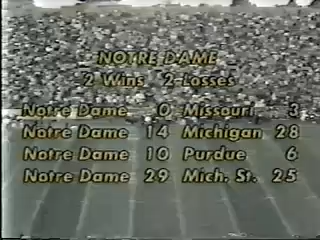 NOTRE DAME
2 Wins 2 Losses
Notre Dame 0 Missouri 3
Notre Dame 14 Michigan 28
Notre Dame 10 Purdue 6
Notre Dame 29 Mich. St. 25